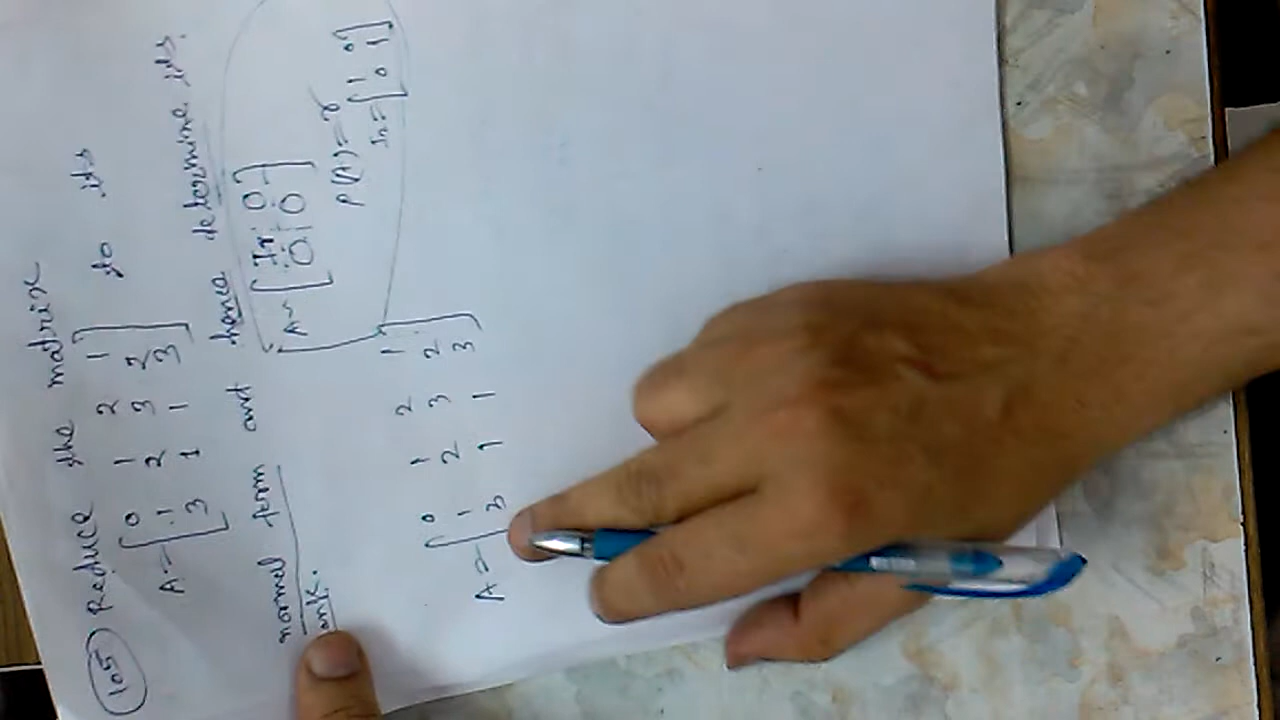 105 Reduce the matrix
A = [ 0 1 2 1
1 2 3 2
3 1 1 3 ] to its
normal form and hence determine its
ank.
A ~ [ Ir 0
0 0 ]
P(A) = r
I2 = [ 1 0
0 1 ]
A = [ 0 1 2 1
1 2 3 2
3 1 1 3 ]